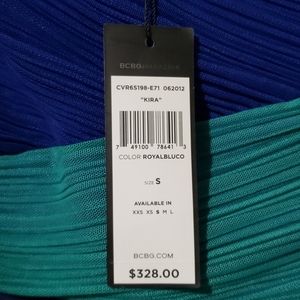 BCBGMAXAZRIA
CVR6S198-E71 062012
"KIRA"
7 49100 78641 3
COLOR ROYALBLUCO
SIZE S
AVAILABLE IN
XXS XS S M L
BCBG.COM
$328.00